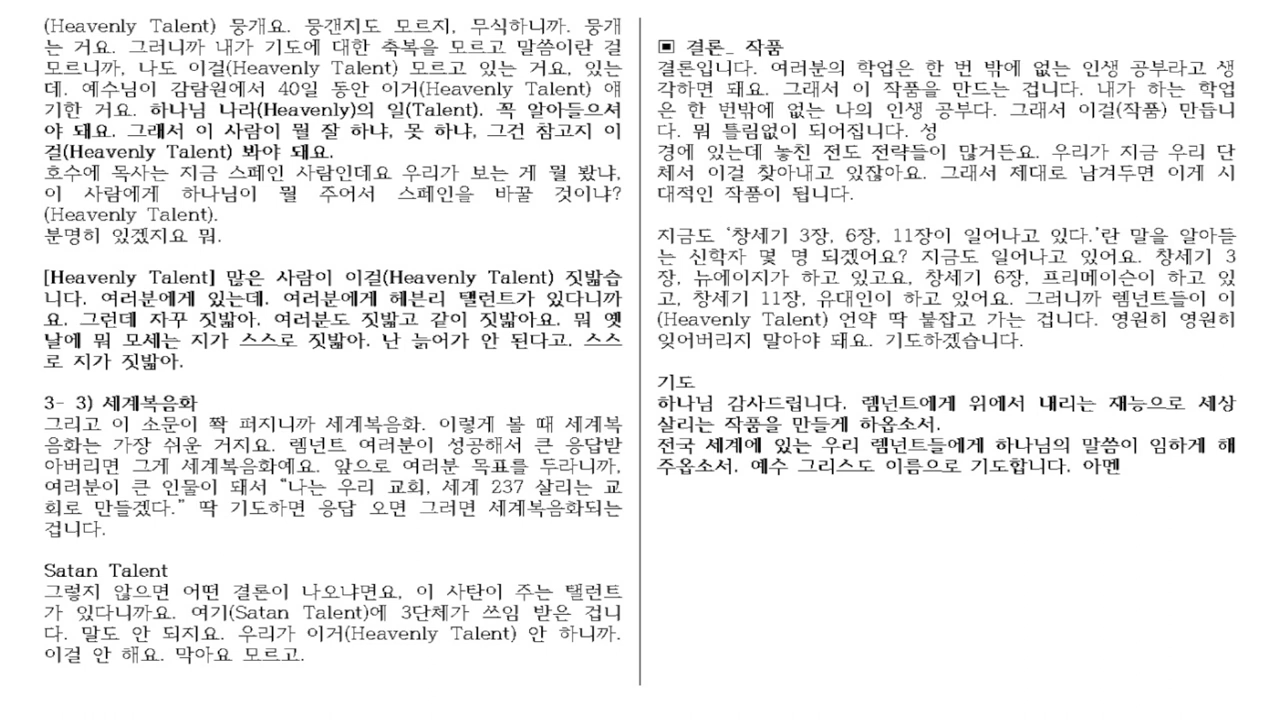 (Heavenly Talent) 뭉개요. 뭉갠지도 모르지, 무식하니까. 뭉개
는 거요. 그러니까 내가 기도에 대한 축복을 모르고 말씀이란 걸
모르니까, 나도 이걸(Heavenly Talent) 모르고 있는 거요, 있는
데. 예수님이 감람원에서 40일 동안 이거(Heavenly Talent) 얘
기한 거요. 하나님 나라(Heavenly)의 일(Talent). 꼭 알아들으셔
야 돼요. 그래서 이 사람이 뭘 잘 하냐, 못 하냐, 그건 참고지 이
걸(Heavenly Talent) 봐야 돼요.
호수에 목사는 지금 스페인 사람인데요 우리가 보는 게 뭘 봤냐,
이 사람에게 하나님이 뭘 주어서 스페인을 바꿀 것이냐?
(Heavenly Talent).
분명히 있겠지요 뭐.
[Heavenly Talent] 많은 사람이 이걸(Heavenly Talent) 짓밟습
니다. 여러분에게 있는데. 여러분에게 헤븐리 탤런트가 있다니까
요. 그런데 자꾸 짓밟아. 여러분도 짓밟고 같이 짓밟아요. 뭐 옛
날에 뭐 모세는 지가 스스로 짓밟아. 난 늙어가 안 된다고. 스스
로 지가 짓밟아.
3- 3) 세계복음화
그리고 이 소문이 쫙 퍼지니까 세계복음화. 이렇게 볼 때 세계복
음화는 가장 쉬운 거지요. 렘넌트 여러분이 성공해서 큰 응답받
아버리면 그게 세계복음화예요. 앞으로 여러분 목표를 두라니까,
여러분이 큰 인물이 돼서 “나는 우리 교회, 세계 237 살리는 교
회로 만들겠다.” 딱 기도하면 응답 오면 그러면 세계복음화되는
겁니다.
Satan Talent
그렇지 않으면 어떤 결론이 나오냐면요, 이 사탄이 주는 탤런트
가 있다니까요. 여기(Satan Talent)에 3단체가 쓰임 받은 겁니
다. 말도 안 되지요. 우리가 이거(Heavenly Talent) 안 하니까.
이걸 안 해요. 막아요 모르고.
▣ 결론_ 작품
결론입니다. 여러분의 학업은 한 번 밖에 없는 인생 공부라고 생
각하면 돼요. 그래서 이 작품을 만드는 겁니다. 내가 하는 학업
은 한 번밖에 없는 나의 인생 공부다. 그래서 이걸(작품) 만듭니
다. 뭐 틀림없이 되어집니다. 성
경에 있는데 놓친 전도 전략들이 많거든요. 우리가 지금 우리 단
체서 이걸 찾아내고 있잖아요. 그래서 제대로 남겨두면 이게 시
대적인 작품이 됩니다.
지금도 ‘창세기 3장, 6장, 11장이 일어나고 있다.’란 말을 알아듣
는 신학자 몇 명 되겠어요? 지금도 일어나고 있어요. 창세기 3
장, 뉴에이지가 하고 있고요, 창세기 6장, 프리메이슨이 하고 있
고, 창세기 11장, 유대인이 하고 있어요. 그러니까 렘넌트들이 이
(Heavenly Talent) 언약 딱 붙잡고 가는 겁니다. 영원히 영원히
잊어버리지 말아야 돼요. 기도하겠습니다.
기도
하나님 감사드립니다. 렘넌트에게 위에서 내리는 재능으로 세상
살리는 작품을 만들게 하옵소서.
전국 세계에 있는 우리 렘넌트들에게 하나님의 말씀이 임하게 해
주옵소서. 예수 그리스도 이름으로 기도합니다. 아멘